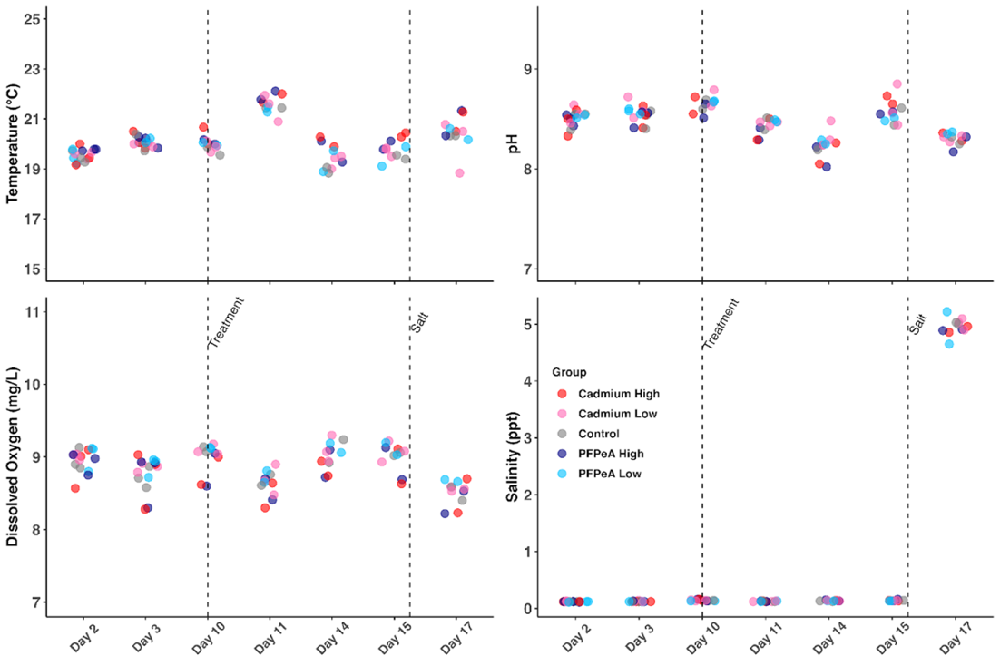 Temperature (°C)
25
23
21
19
17
15
pH
9
8
7
Dissolved Oxygen (mg/L)
11
10
9
8
7
Treatment
Salt
Day 2
Day 3
Day 10
Day 11
Day 14
Day 15
Day 17
Salinity (ppt)
5
4
3
2
1
0
Treatment
Salt
Group
Cadmium High
Cadmium Low
Control
PFPeA High
PFPeA Low
Day 2
Day 3
Day 10
Day 11
Day 14
Day 15
Day 17